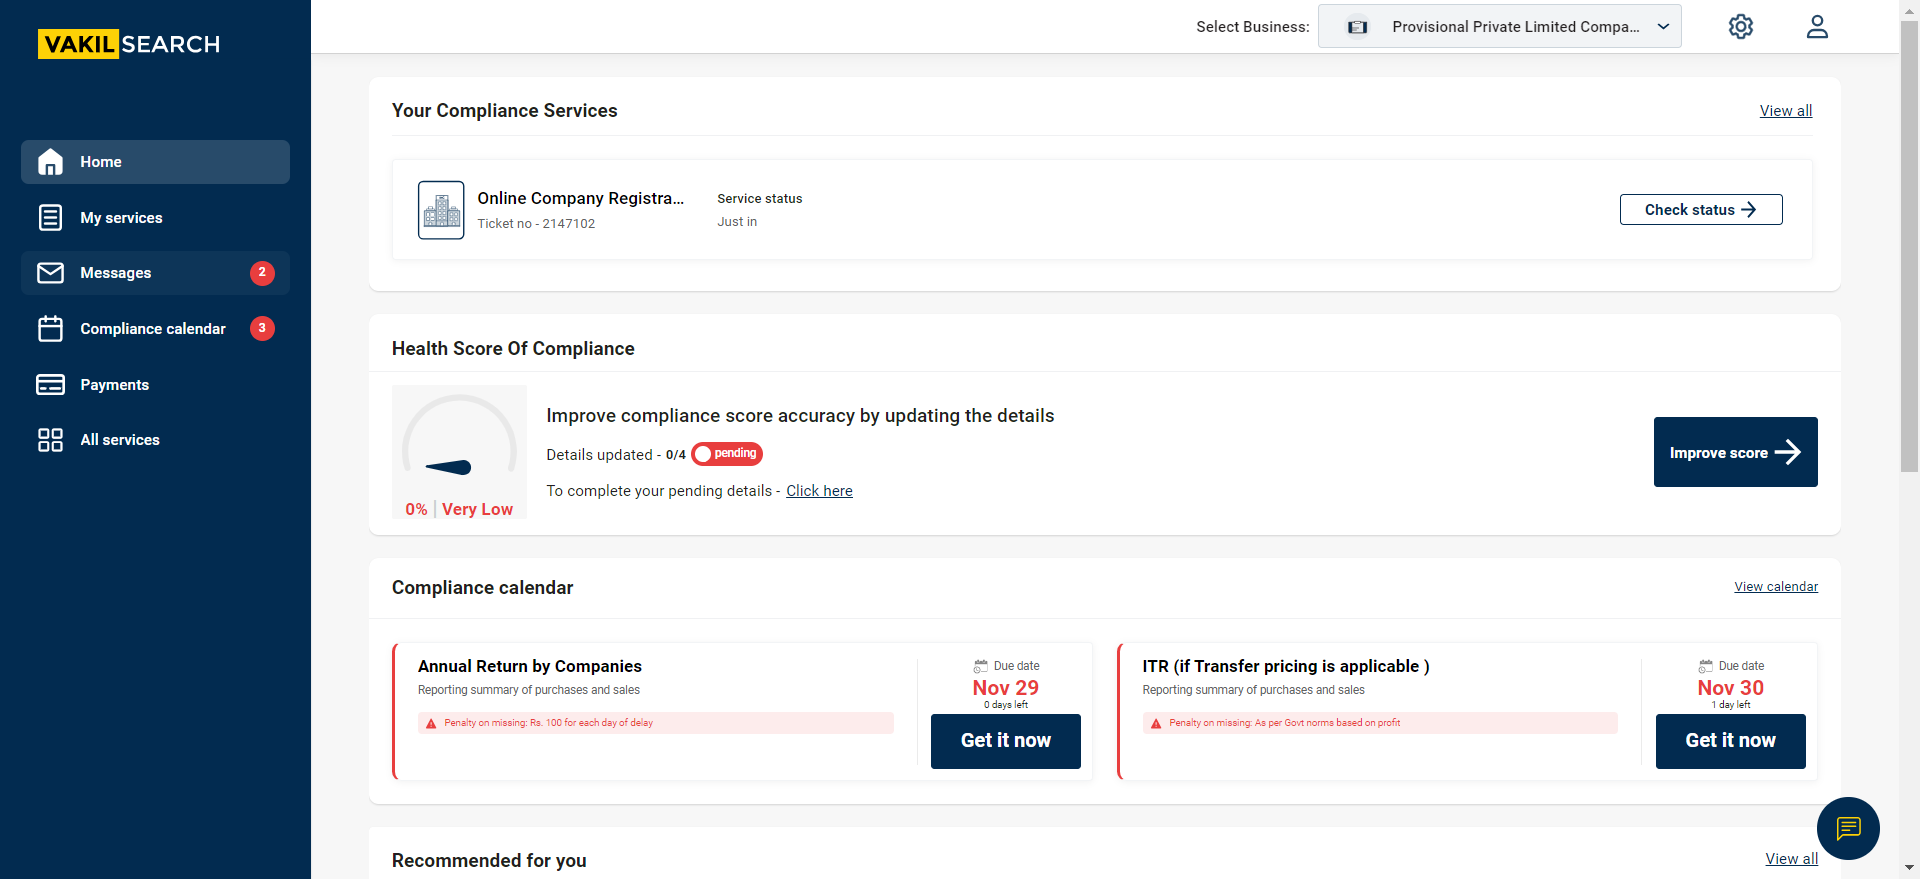 VAKILSEARCH
Select Business:
Provisional Private Limited Compa...
Home
My services
Messages
2
Compliance calendar
3
Payments
All services
Your Compliance Services
View all
Online Company Registra...
Ticket no - 2147102
Service status
Just in
Check status
Health Score Of Compliance
0%
Very Low
Improve compliance score accuracy by updating the details
Details updated - 0/4 pending
To complete your pending details - Click here
Improve score
Compliance calendar
View calendar
Annual Return by Companies
Reporting summary of purchases and sales
Penalty on missing: Rs. 100 for each day of delay
Due date
Nov 29
0 days left
Get it now
ITR (if Transfer pricing is applicable )
Reporting summary of purchases and sales
Penalty on missing: As per Govt norms based on profit
Due date
Nov 30
1 day left
Get it now
Recommended for you
View all